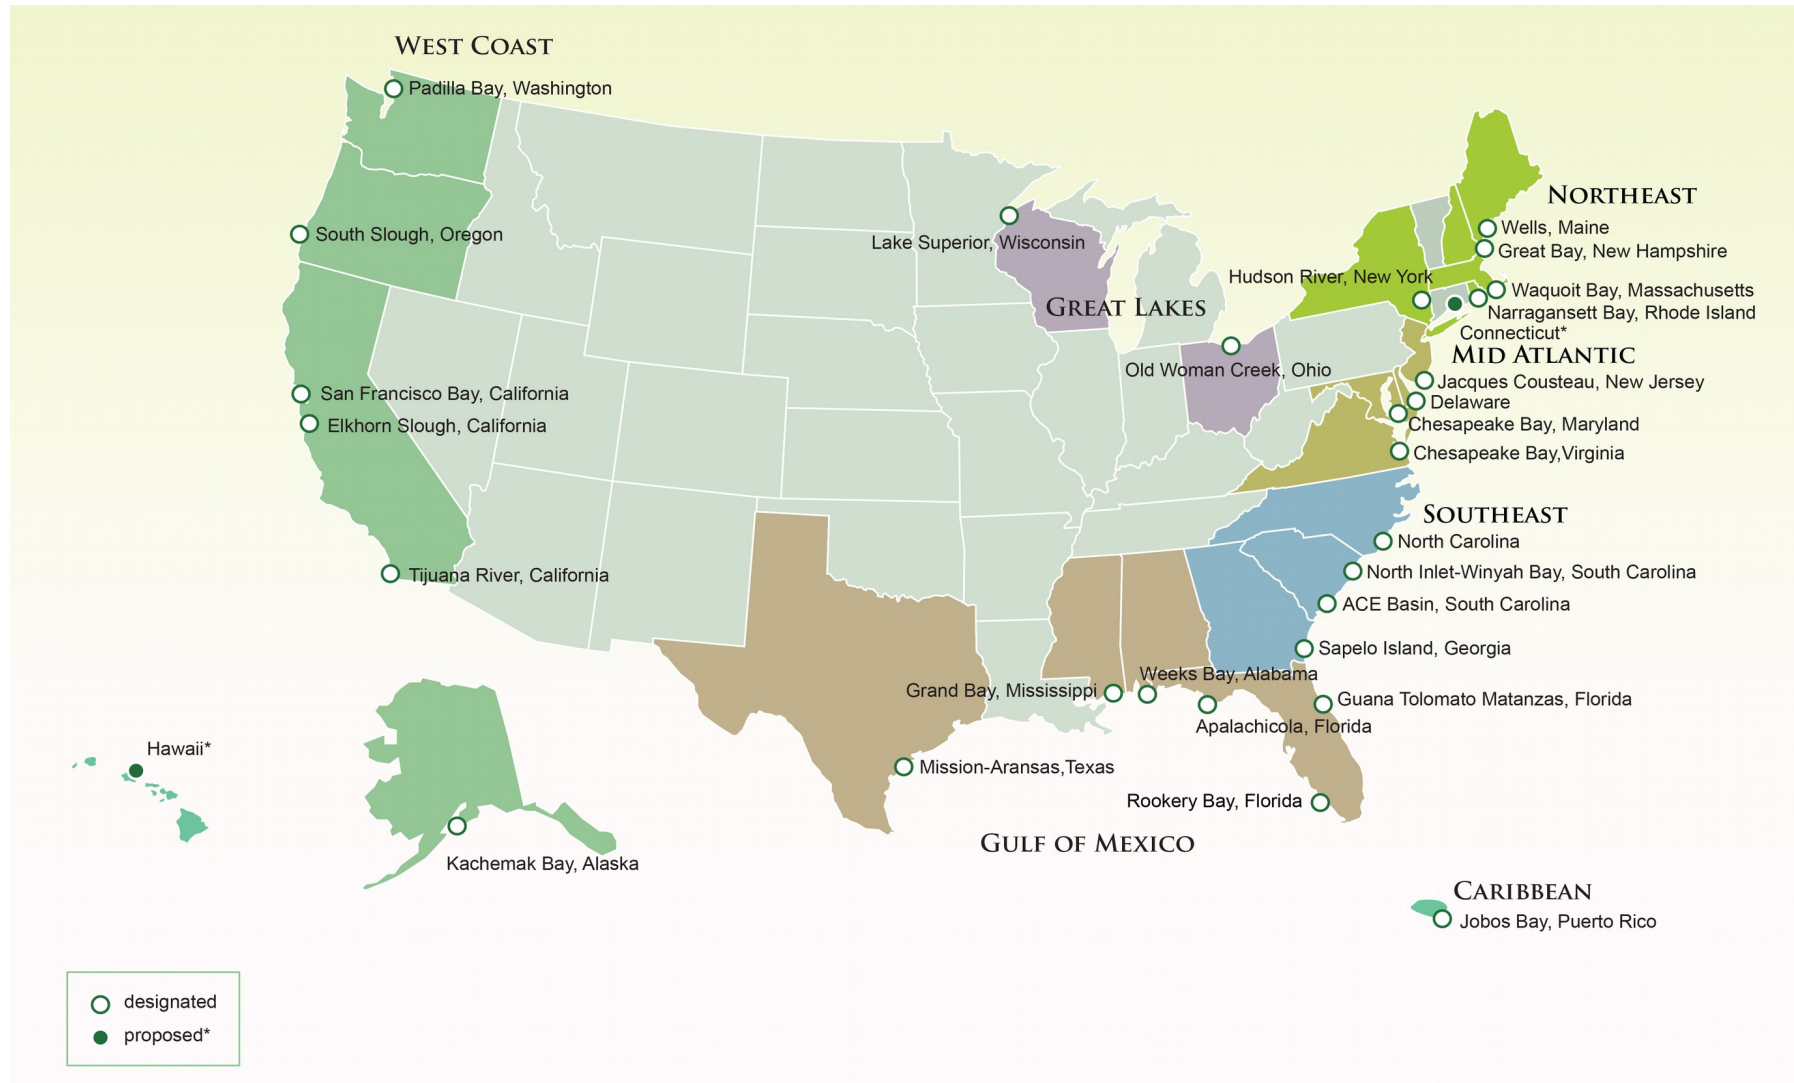 WEST COAST
Padilla Bay, Washington
South Slough, Oregon
San Francisco Bay, California
Elkhorn Slough, California
Tijuana River, California
Lake Superior, Wisconsin
GREAT LAKES
Old Woman Creek, Ohio
NORTHEAST
Wells, Maine
Great Bay, New Hampshire
Hudson River, New York
Waquoit Bay, Massachusetts
Narragansett Bay, Rhode Island
Connecticut*
MID ATLANTIC
Jacques Cousteau, New Jersey
Delaware
Chesapeake Bay, Maryland
Chesapeake Bay,Virginia
SOUTHEAST
North Carolina
North Inlet-Winyah Bay, South Carolina
ACE Basin, South Carolina
Sapelo Island, Georgia
Weeks Bay, Alabama
Grand Bay, Mississippi
Guana Tolomato Matanzas, Florida
Apalachicola, Florida
Mission-Aransas,Texas
Rookery Bay, Florida
GULF OF MEXICO
Hawaii*
Kachemak Bay, Alaska
CARIBBEAN
Jobos Bay, Puerto Rico
designated
proposed*